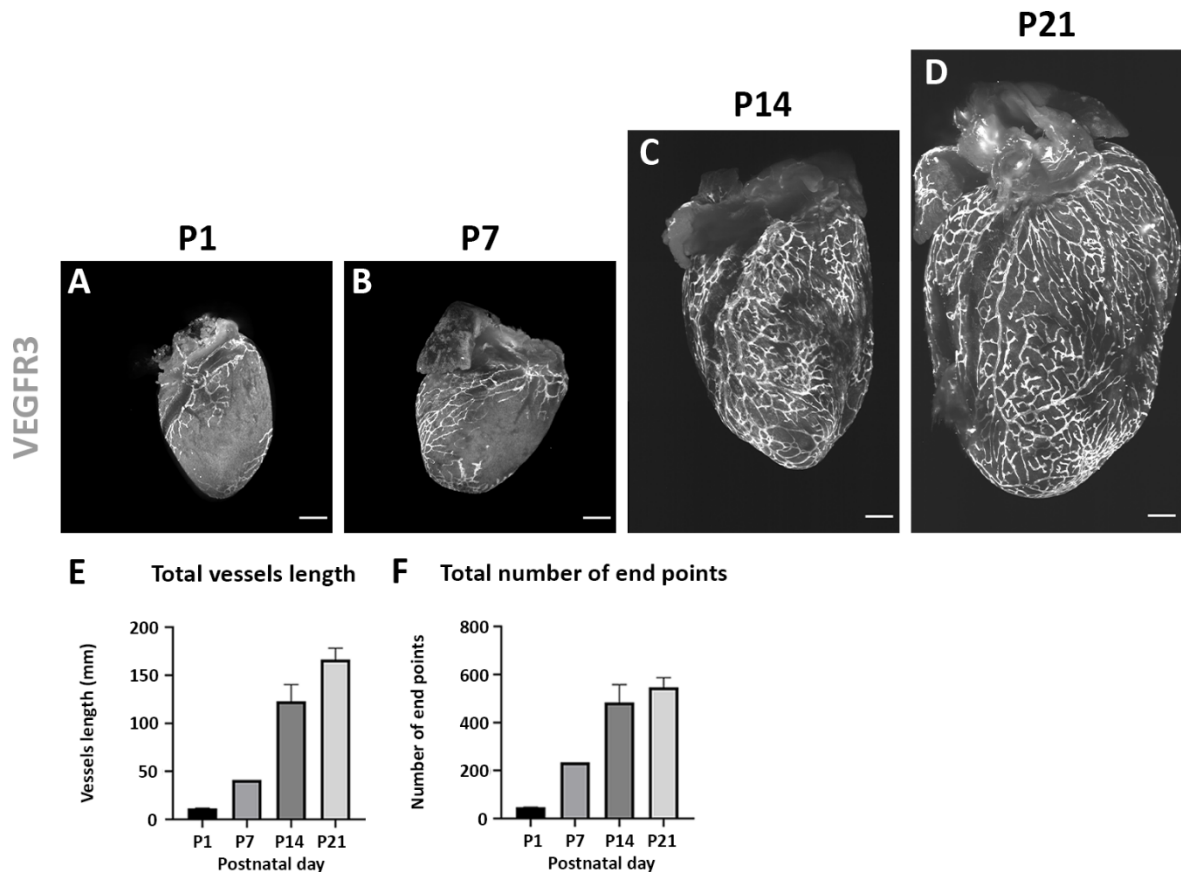 P1
P7
P14
P21
VEGFR3
A
B
C
D
E Total vessels length
Vessels length (mm)
200
150
100
50
0
P1 P7 P14 P21
Postnatal day
F Total number of end points
Number of end points
800
600
400
200
0
P1 P7 P14 P21
Postnatal day